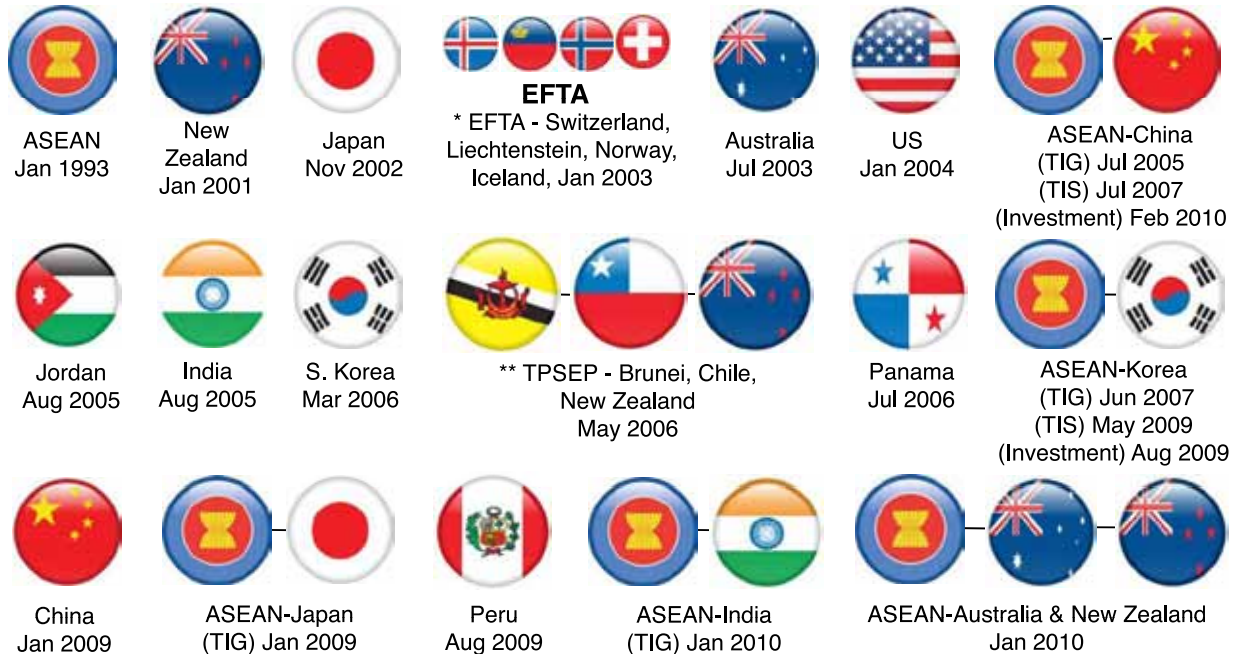 ASEAN
Jan 1993
New
Zealand
Jan 2001
Japan
Nov 2002
EFTA
* EFTA - Switzerland,
Liechtenstein, Norway,
Iceland, Jan 2003
Australia
Jul 2003
US
Jan 2004
ASEAN-China
(TIG) Jul 2005
(TIS) Jul 2007
(Investment) Feb 2010
Jordan
Aug 2005
India
Aug 2005
S. Korea
Mar 2006
** TPSEP - Brunei, Chile,
New Zealand
May 2006
Panama
Jul 2006
ASEAN-Korea
(TIG) Jun 2007
(TIS) May 2009
(Investment) Aug 2009
China
Jan 2009
ASEAN-Japan
(TIG) Jan 2009
Peru
Aug 2009
ASEAN-India
(TIG) Jan 2010
ASEAN-Australia & New Zealand
Jan 2010